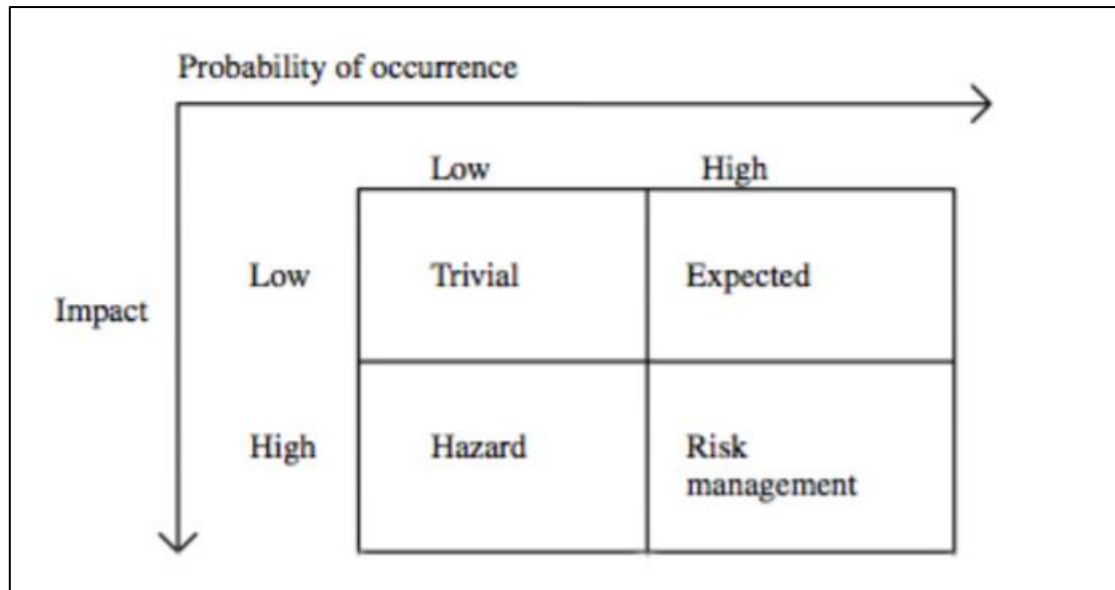 Probability of occurrence
Low High
Low Trivial Expected
Impact
High Hazard Risk
management